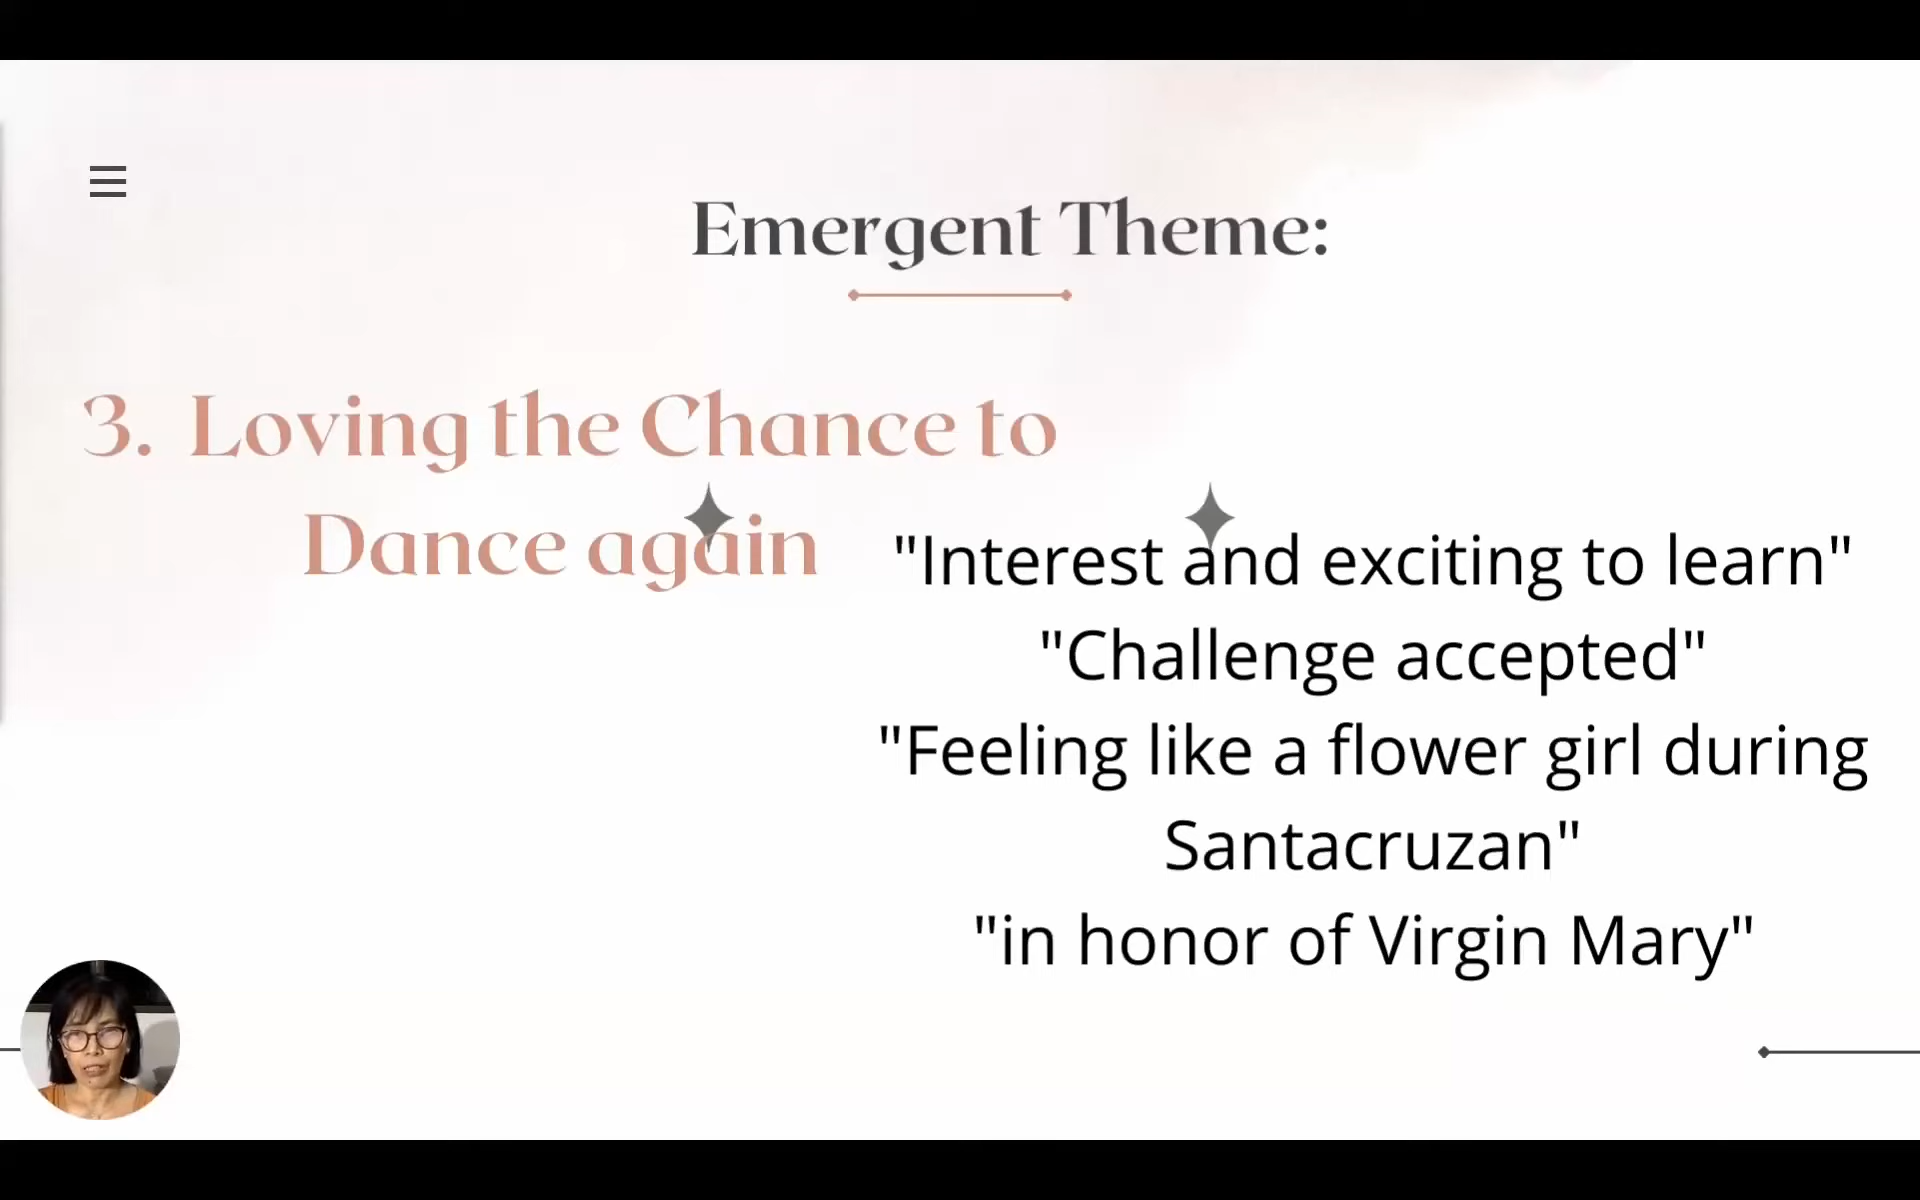 Emergent Theme:
3. Loving the Chance to
Dance again
"Interest and exciting to learn"
"Challenge accepted"
"Feeling like a flower girl during
Santacruzan"
"in honor of Virgin Mary"